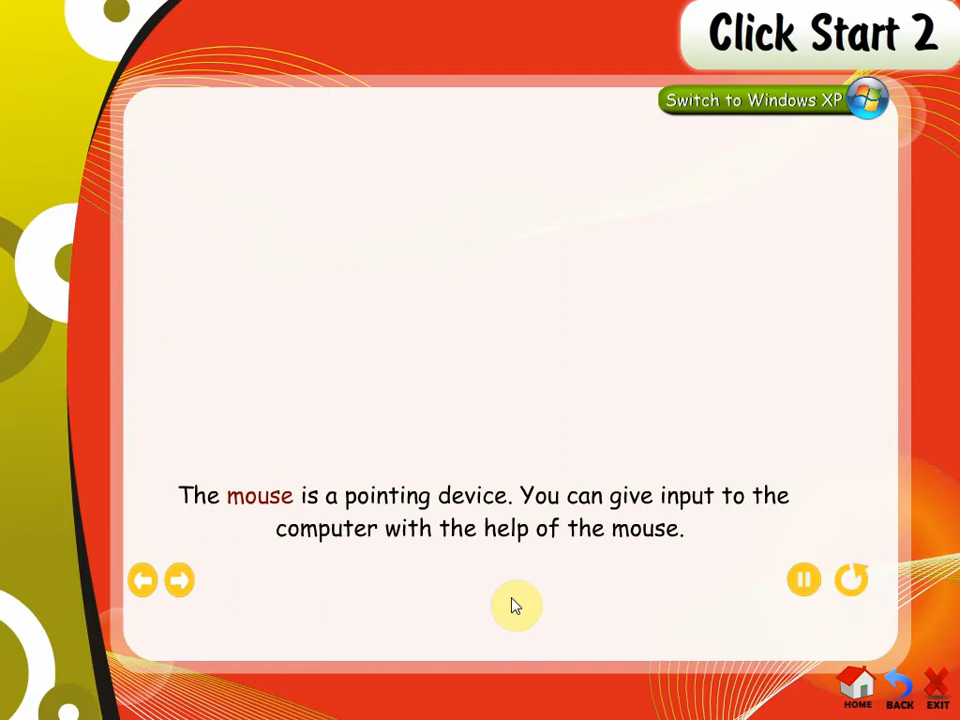 Click Start 2
Switch to Windows XP
The mouse is a pointing device. You can give input to the
computer with the help of the mouse.
HOME BACK EXIT